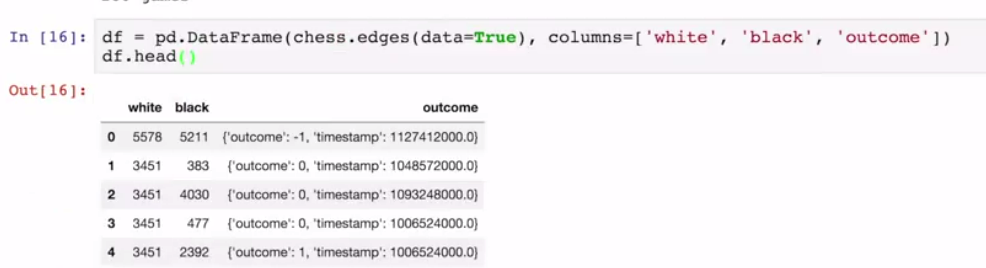 In [16]: df = pd.DataFrame(chess.edges(data=True), columns=['white', 'black', 'outcome'])
df.head()
Out[16]:
white black outcome
0 5578 5211 {'outcome': -1, 'timestamp': 1127412000.0}
1 3451 383 {'outcome': 0, 'timestamp': 1048572000.0}
2 3451 4030 {'outcome': 0, 'timestamp': 1093248000.0}
3 3451 477 {'outcome': 0, 'timestamp': 1006524000.0}
4 3451 2392 {'outcome': 1, 'timestamp': 1006524000.0}